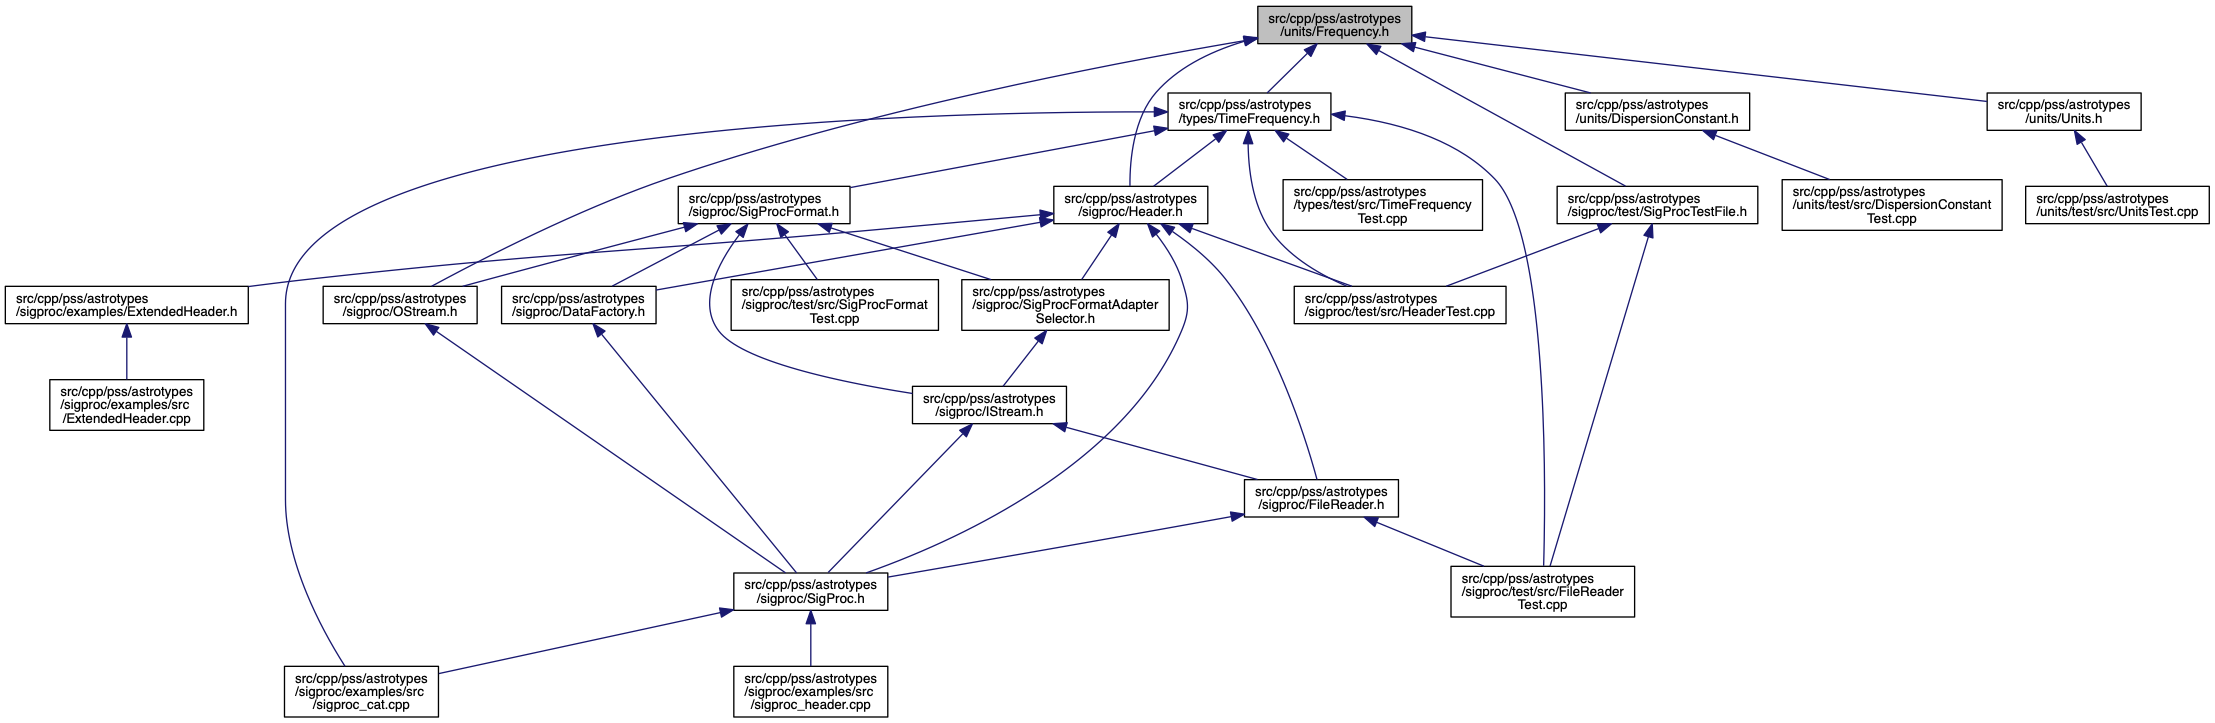 src/cpp/pss/astrotypes
/units/Frequency.h
src/cpp/pss/astrotypes
/types/TimeFrequency.h
src/cpp/pss/astrotypes
/units/DispersionConstant.h
src/cpp/pss/astrotypes
/units/Units.h
src/cpp/pss/astrotypes
/sigproc/SigProcFormat.h
src/cpp/pss/astrotypes
/sigproc/Header.h
src/cpp/pss/astrotypes
/types/test/src/TimeFrequency
Test.cpp
src/cpp/pss/astrotypes
/sigproc/test/SigProcTestFile.h
src/cpp/pss/astrotypes
/units/test/src/DispersionConstant
Test.cpp
src/cpp/pss/astrotypes
/units/test/src/UnitsTest.cpp
src/cpp/pss/astrotypes
/sigproc/examples/ExtendedHeader.h
src/cpp/pss/astrotypes
/sigproc/OStream.h
src/cpp/pss/astrotypes
/sigproc/DataFactory.h
src/cpp/pss/astrotypes
/sigproc/test/src/SigProcFormat
Test.cpp
src/cpp/pss/astrotypes
/sigproc/SigProcFormatAdapter
Selector.h
src/cpp/pss/astrotypes
/sigproc/test/src/HeaderTest.cpp
src/cpp/pss/astrotypes
/sigproc/examples/src
/ExtendedHeader.cpp
src/cpp/pss/astrotypes
/sigproc/IStream.h
src/cpp/pss/astrotypes
/sigproc/FileReader.h
src/cpp/pss/astrotypes
/sigproc/SigProc.h
src/cpp/pss/astrotypes
/sigproc/test/src/FileReader
Test.cpp
src/cpp/pss/astrotypes
/sigproc/examples/src
/sigproc_cat.cpp
src/cpp/pss/astrotypes
/sigproc/examples/src
/sigproc_header.cpp